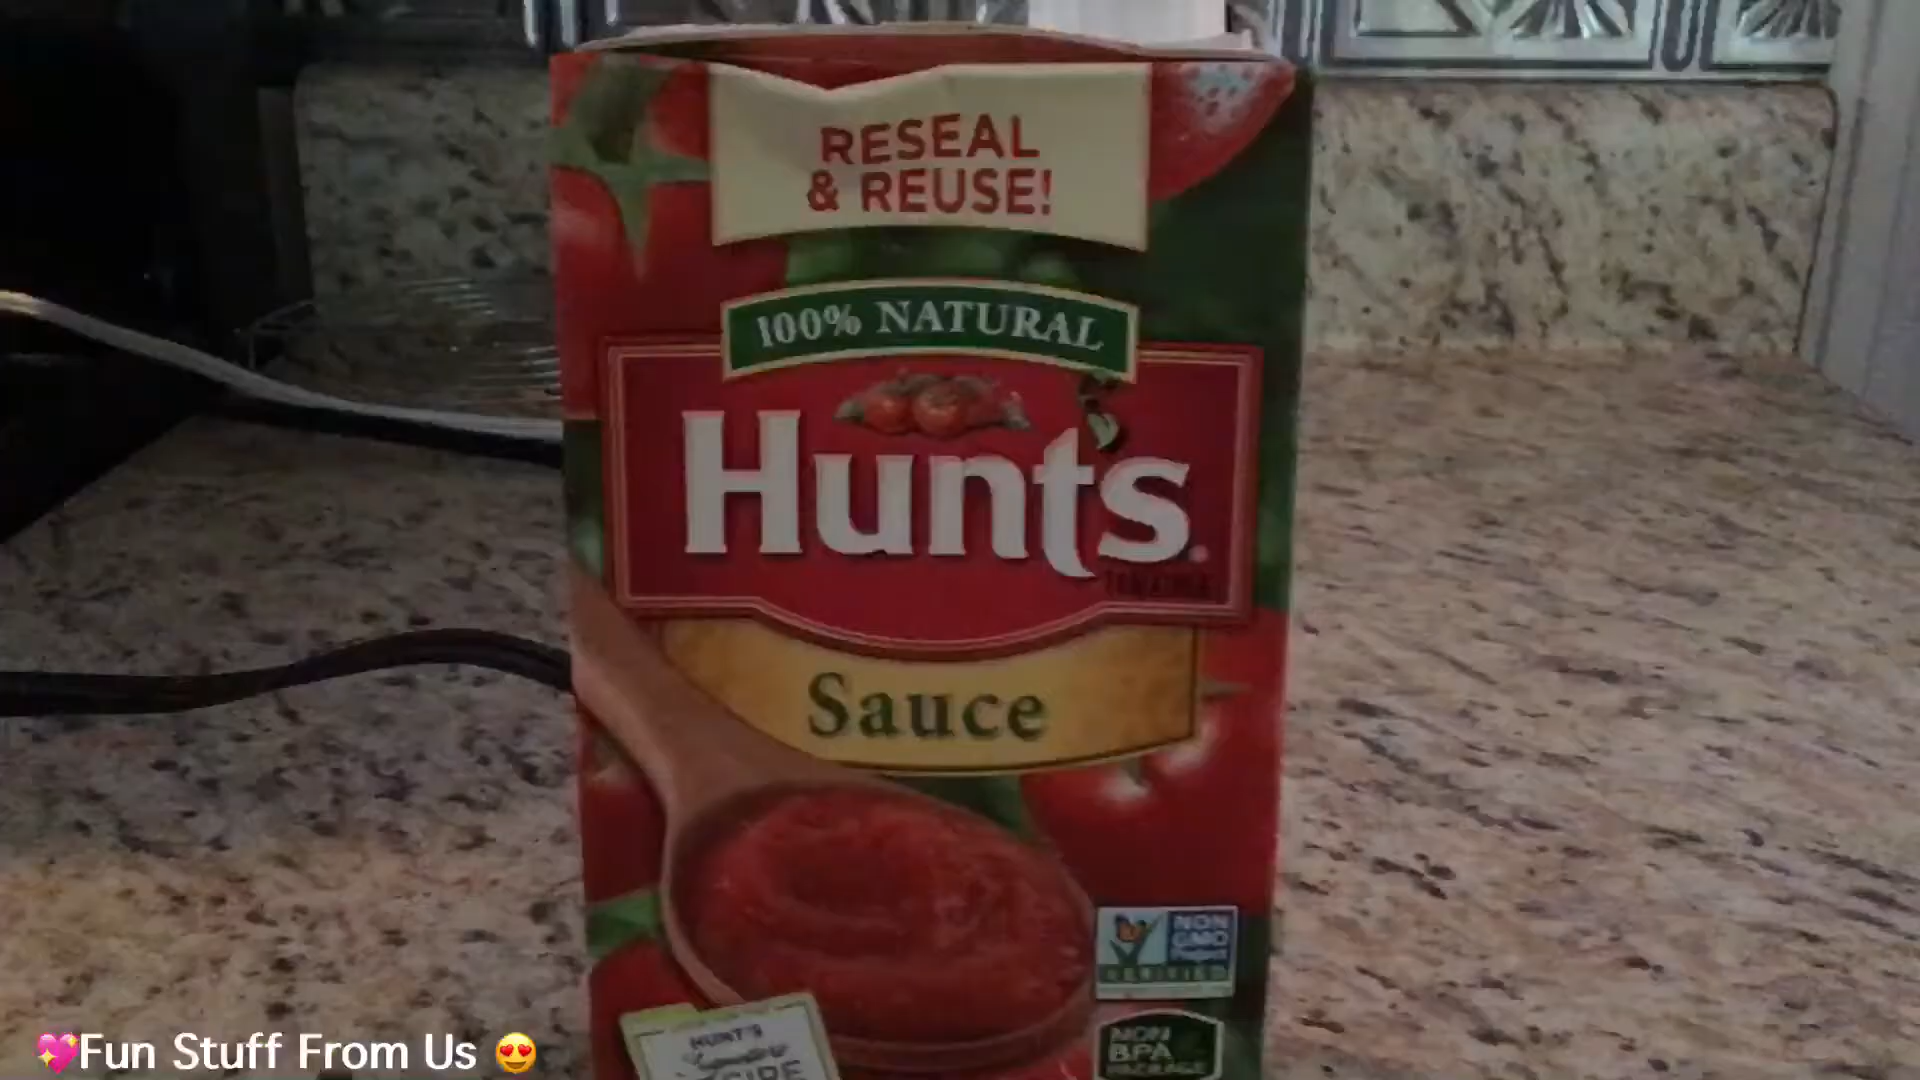 RESEAL
& REUSE!
100% NATURAL
Hunt's
Sauce
NON
GMO
Project
VERIFIED
HUNT'S
NON
BPA
PACKAGE
💖Fun Stuff From Us 😍